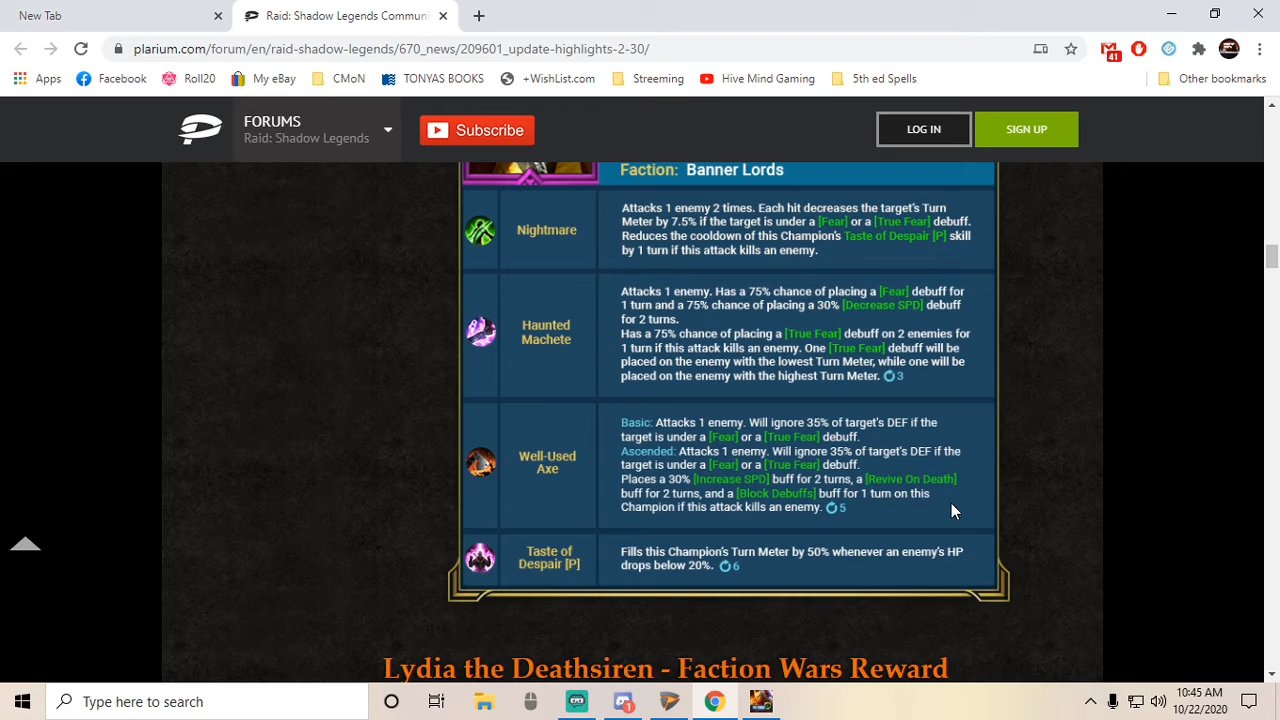 New Tab
Raid: Shadow Legends Commun
plarium.com/forum/en/raid-shadow-legends/670_news/209601_update-highlights-2-30/
41
Apps
Facebook
Roll20
My eBay
CMoN
TONYAS BOOKS
+WishList.com
Streeming
Hive Mind Gaming
5th ed Spells
Other bookmarks
FORUMS
Raid: Shadow Legends
Subscribe
LOG IN
SIGN UP
Faction: Banner Lords
Nightmare
Attacks 1 enemy 2 times. Each hit decreases the target's Turn
Meter by 7.5% if the target is under a [Fear] or a [True Fear] debuff.
Reduces the cooldown of this Champion's Taste of Despair [P] skill
by 1 turn if this attack kills an enemy.
Haunted
Machete
Attacks 1 enemy. Has a 75% chance of placing a [Fear] debuff for
1 turn and a 75% chance of placing a 30% [Decrease SPD] debuff
for 2 turns.
Has a 75% chance of placing a [True Fear] debuff on 2 enemies for
1 turn if this attack kills an enemy. One [True Fear] debuff will be
placed on the enemy with the lowest Turn Meter, while one will be
placed on the enemy with the highest Turn Meter. 3
Well-Used
Axe
Basic: Attacks 1 enemy. Will ignore 35% of target's DEF if the
target is under a [Fear] or a [True Fear] debuff.
Ascended: Attacks 1 enemy. Will ignore 35% of target's DEF if the
target is under a [Fear] or a [True Fear] debuff.
Places a 30% [Increase SPD] buff for 2 turns, a [Revive On Death]
buff for 2 turns, and a [Block Debuffs] buff for 1 turn on this
Champion if this attack kills an enemy. 5
Taste of
Despair [P]
Fills this Champion's Turn Meter by 50% whenever an enemy's HP
drops below 20%. 6
Lydia the Deathsiren - Faction Wars Reward
Type here to search
1
10:45 AM
10/22/2020